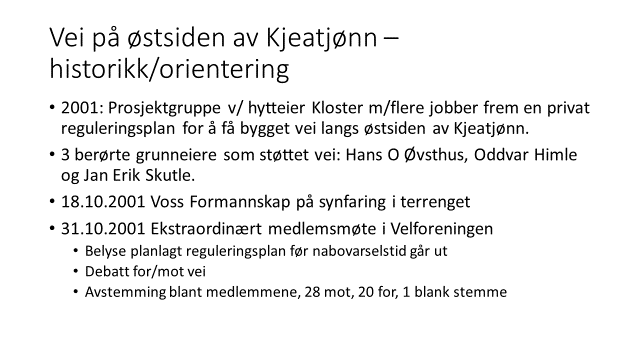 Vei på østsiden av Kjeatjønn –
historikk/orientering
• 2001: Prosjektgruppe v/ hytteier Kloster m/flere jobber frem en privat
reguleringsplan for å få bygget vei langs østsiden av Kjeatjønn.
• 3 berørte grunneiere som støttet vei: Hans O Øvsthus, Oddvar Himle
og Jan Erik Skutle.
• 18.10.2001 Voss Formannskap på synfaring i terrenget
• 31.10.2001 Ekstraordinært medlemsmøte i Velforeningen
• Belyse planlagt reguleringsplan før nabovarselstid går ut
• Debatt for/mot vei
• Avstemming blant medlemmene, 28 mot, 20 for, 1 blank stemme